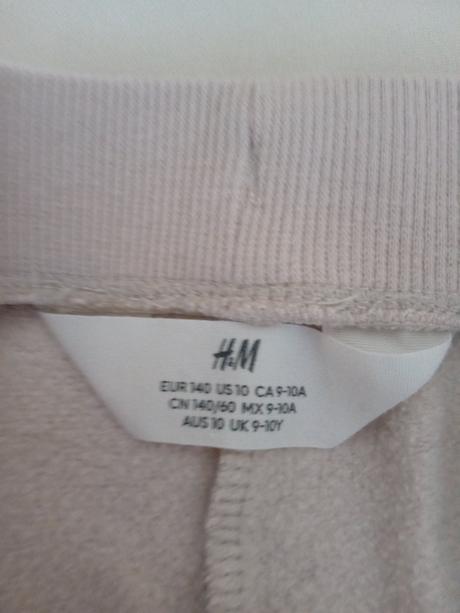 H&M
EUR 140 US 10 CA 9-10A
CN 140/60 MX 9-10A
AUS 10 UK 9-10Y